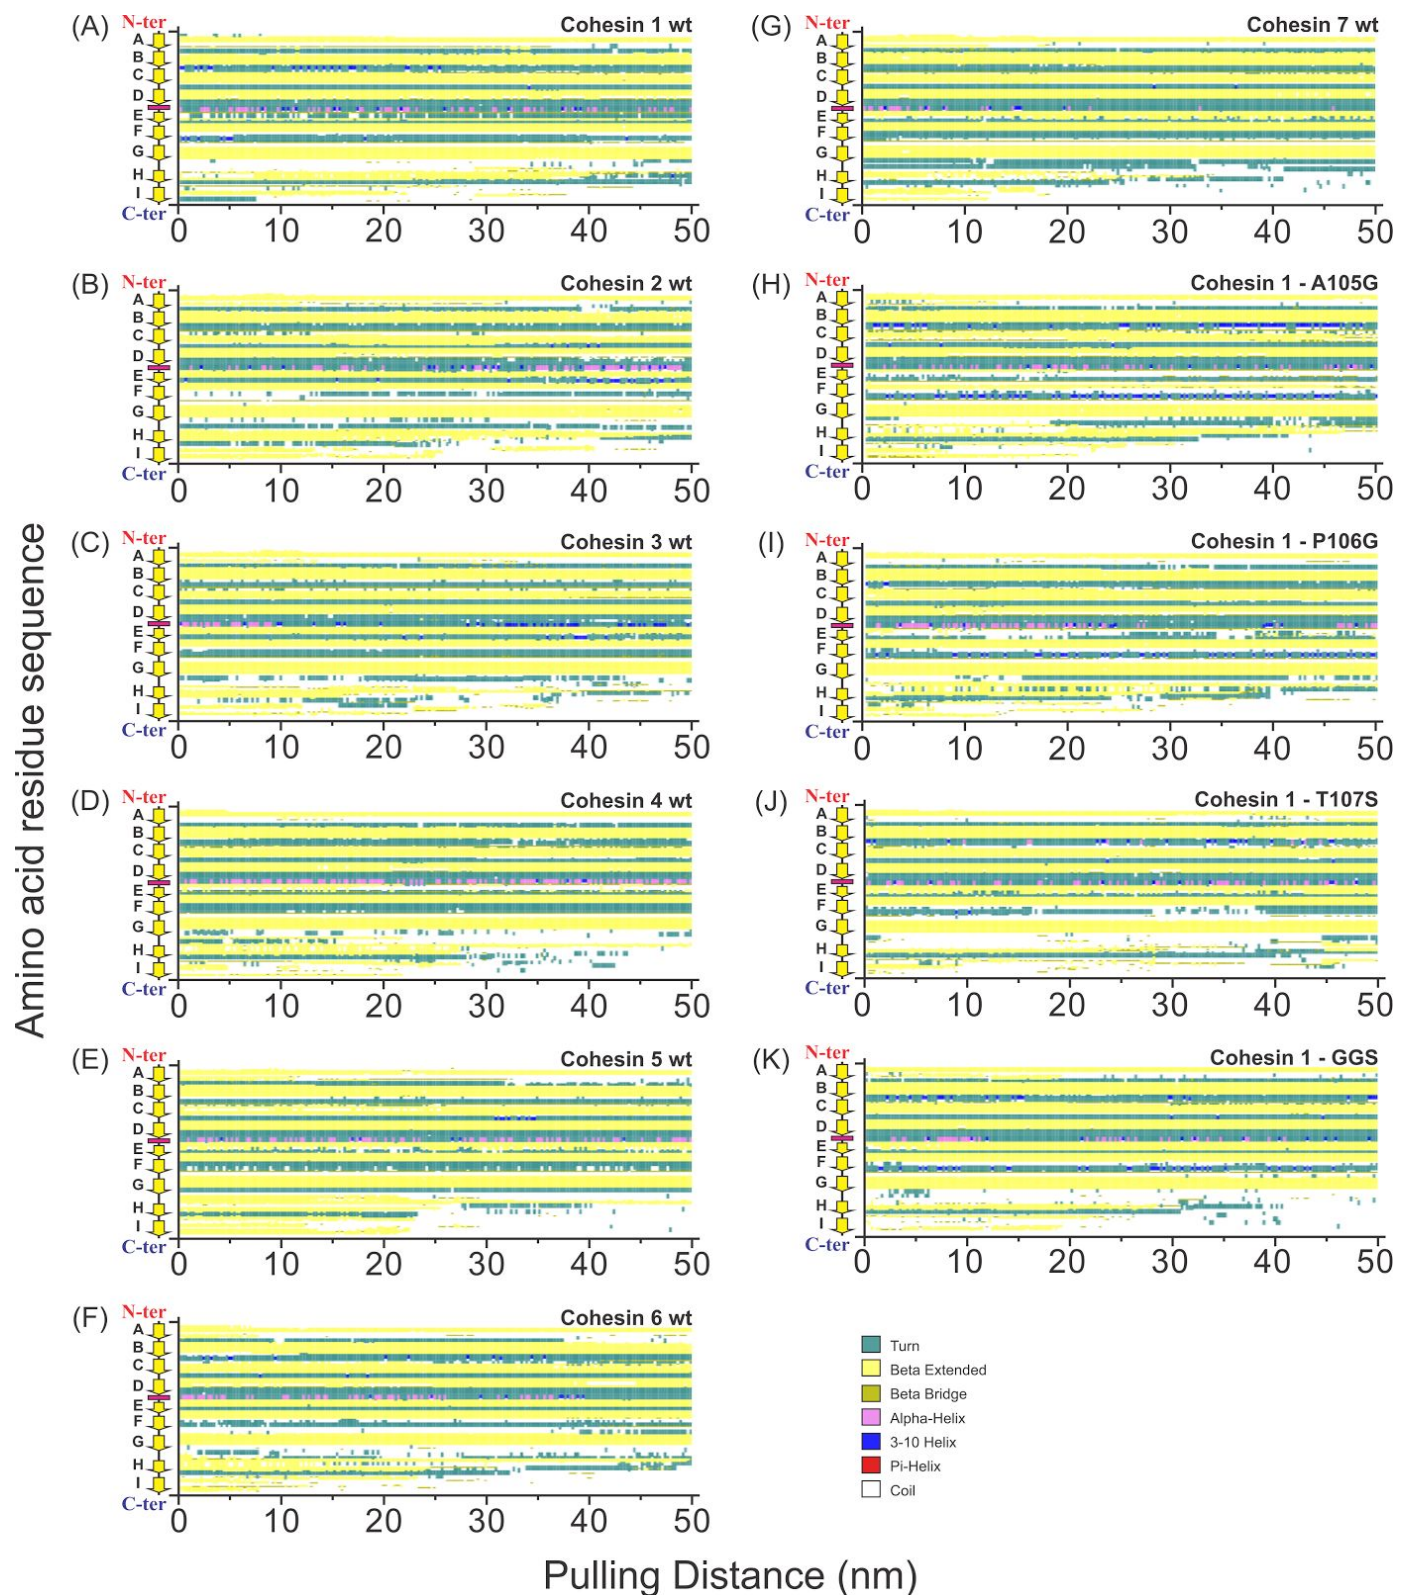 Amino acid residue sequence
(A) N-ter Cohesin 1 wt
A
B
C
D
E
F
G
H
I
C-ter
0 10 20 30 40 50
(B) N-ter Cohesin 2 wt
A
B
C
D
E
F
G
H
I
C-ter
0 10 20 30 40 50
(C) N-ter Cohesin 3 wt
A
B
C
D
E
F
G
H
I
C-ter
0 10 20 30 40 50
(D) N-ter Cohesin 4 wt
A
B
C
D
E
F
G
H
I
C-ter
0 10 20 30 40 50
(E) N-ter Cohesin 5 wt
A
B
C
D
E
F
G
H
I
C-ter
0 10 20 30 40 50
(F) N-ter Cohesin 6 wt
A
B
C
D
E
F
G
H
I
C-ter
0 10 20 30 40 50
(G) N-ter Cohesin 7 wt
A
B
C
D
E
F
G
H
I
C-ter
0 10 20 30 40 50
(H) N-ter Cohesin 1 - A105G
A
B
C
D
E
F
G
H
I
C-ter
0 10 20 30 40 50
(I) N-ter Cohesin 1 - P106G
A
B
C
D
E
F
G
H
I
C-ter
0 10 20 30 40 50
(J) N-ter Cohesin 1 - T107S
A
B
C
D
E
F
G
H
I
C-ter
0 10 20 30 40 50
(K) N-ter Cohesin 1 - GGS
A
B
C
D
E
F
G
H
I
C-ter
0 10 20 30 40 50
Turn
Beta Extended
Beta Bridge
Alpha-Helix
3-10 Helix
Pi-Helix
Coil
Pulling Distance (nm)